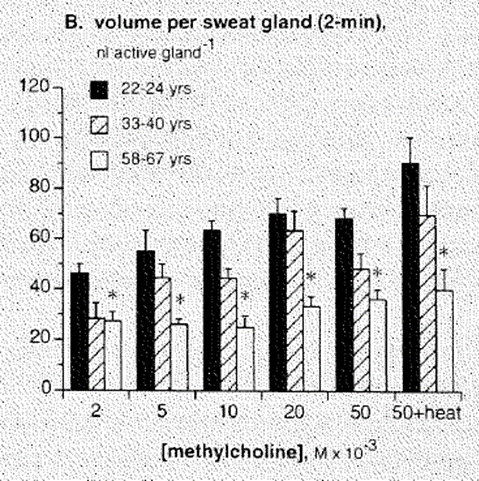 B. volume per sweat gland (2-min),
nl active gland⁻¹
22-24 yrs
33-40 yrs
58-67 yrs
120
100
80
60
40
20
0
* * * * * *
2 5 10 20 50 50+heat
[methylcholine], M x 10⁻³